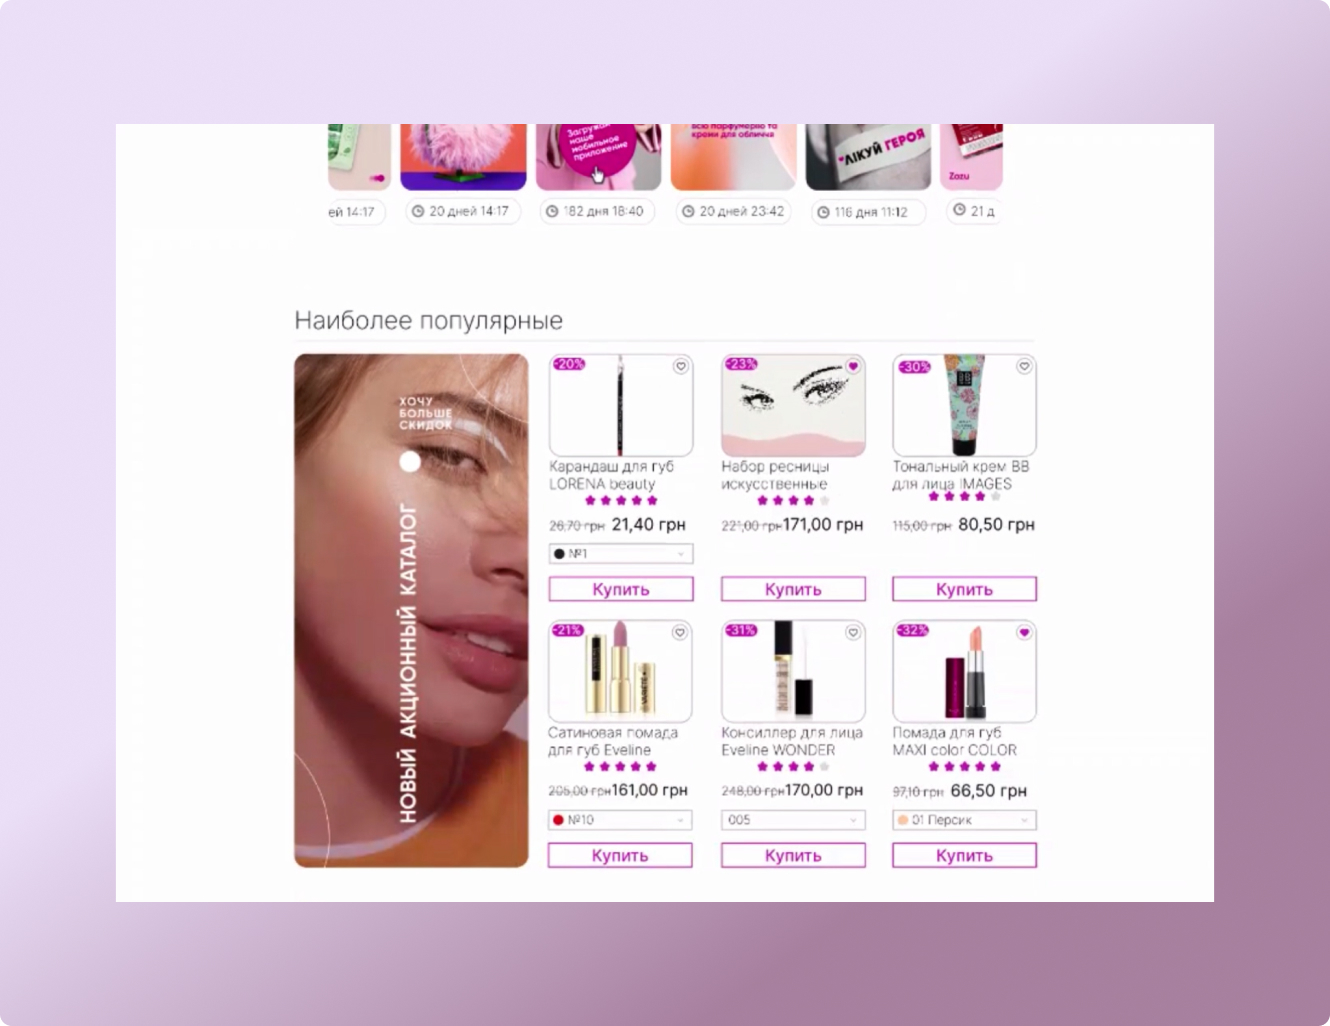 Загружай
наше
мобильное
приложение
всю парфумерію та
креми для обличчя
ЛІКУЙ ГЕРОЯ
Zazu
ей 14:17
20 дней 14:17
182 дня 18:40
20 дней 23:42
116 дня 11:12
21 д
Наиболее популярные
ХОЧУ
БОЛЬШЕ
СКИДОК
НОВЫЙ АКЦИОННЫЙ КАТАЛОГ
-20%
Карандаш для губ
LORENA beauty
26,70 грн 21,40 грн
№1
Купить
-23%
Набор ресницы
искусственные
221,00 грн 171,00 грн
Купить
-30%
Тональный крем BB
для лица IMAGES
115,00 грн 80,50 грн
Купить
-21%
Сатиновая помада
для губ Eveline
205,00 грн 161,00 грн
№10
Купить
-31%
Консиллер для лица
Eveline WONDER
248,00 грн 170,00 грн
005
Купить
-32%
Помада для губ
MAXI color COLOR
97,10 грн 66,50 грн
01 Персик
Купить